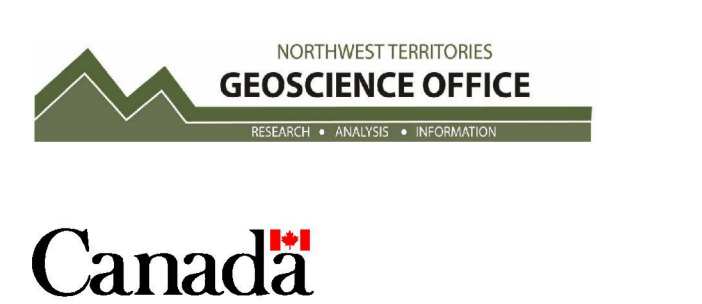 NORTHWEST TERRITORIES
GEOSCIENCE OFFICE
RESEARCH • ANALYSIS • INFORMATION
Canada